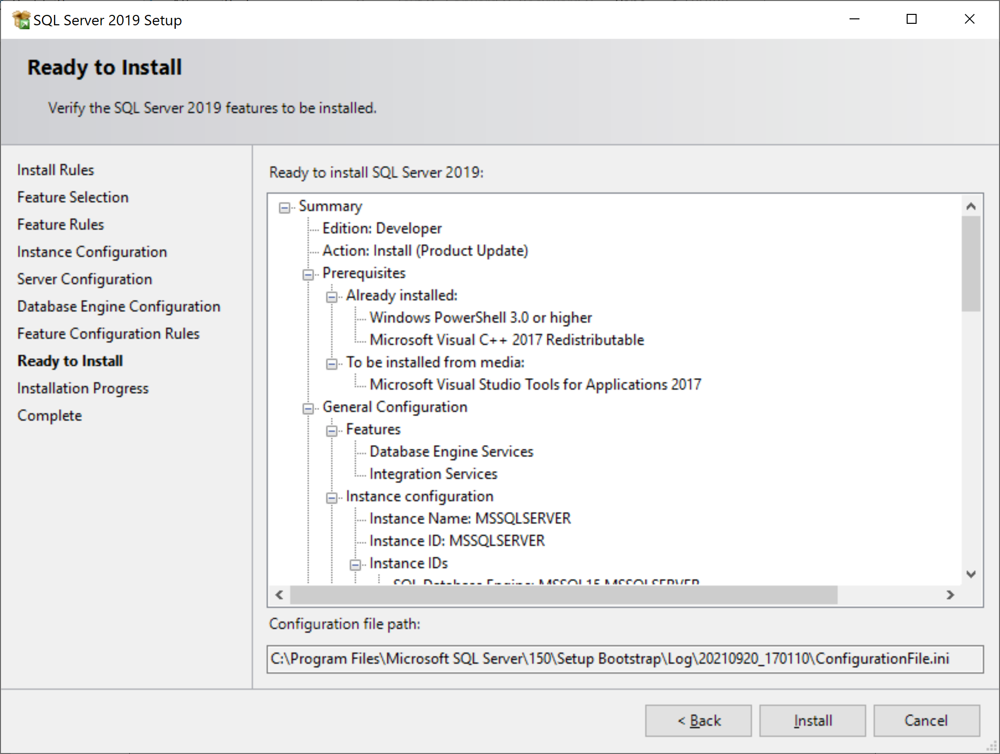 SQL Server 2019 Setup
Ready to Install
Verify the SQL Server 2019 features to be installed.
Install Rules
Feature Selection
Feature Rules
Instance Configuration
Server Configuration
Database Engine Configuration
Feature Configuration Rules
Ready to Install
Installation Progress
Complete
Ready to install SQL Server 2019:
Summary
Edition: Developer
Action: Install (Product Update)
Prerequisites
Already installed:
Windows PowerShell 3.0 or higher
Microsoft Visual C++ 2017 Redistributable
To be installed from media:
Microsoft Visual Studio Tools for Applications 2017
General Configuration
Features
Database Engine Services
Integration Services
Instance configuration
Instance Name: MSSQLSERVER
Instance ID: MSSQLSERVER
Instance IDs
SQL Database Engine: MSSQL15.MSSQLSERVER
Configuration file path:
C:\Program Files\Microsoft SQL Server\150\Setup Bootstrap\Log\20210920_170110\ConfigurationFile.ini
< Back
Install
Cancel